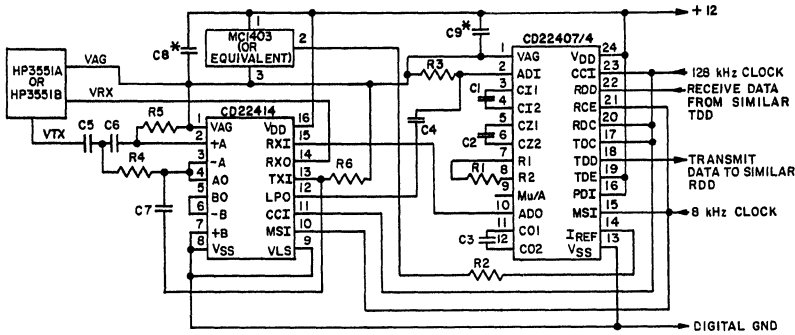 +12
1
MC1403
(OR
EQUIVALENT)
2
3
C8*
C9*
HP3551A
OR
HP3551B
VAG
VRX
VTX
C5
C6
R5
R4
C7
CD22414
1 VAG
2 +A
3 -A
4 AO
5 BO
6 -B
7 +B
8 VSS
VDD 16
RXI 15
RXO 14
TXI 13
LPO 12
CCI 11
MSI 10
VLS 9
R6
R3
C4
C1
C2
R1
C3
R2
CD22407/4
1 VAG
2 ADI
3 CI1
4 CI2
5 CZ1
6 CZ2
7 R1
8 R2
9 Mu/A
10 ADO
11 CO1
12 CO2
VDD 24
CCI 23
RDD 22
RCE 21
RDC 20
TDC 17
TDD 18
TDE 19
PDI 16
MSI 15
IREF 14
VSS 13
128 kHz CLOCK
RECEIVE DATA
FROM SIMILAR
TDD
TRANSMIT
DATA TO SIMILAR
RDD
8 kHz CLOCK
DIGITAL GND